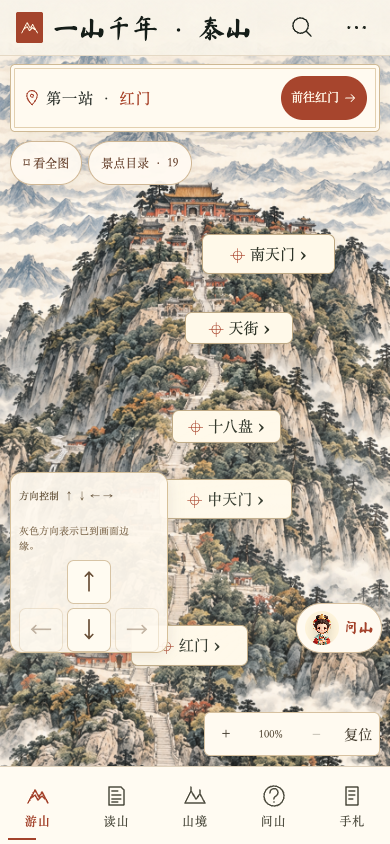 一山千年 · 泰山
第一站 · 红门
前往红门 →
看全图
景点目录 · 19
南天门 ›
天街 ›
十八盘 ›
中天门 ›
方向控制 ↑ ↓ ← →
灰色方向表示已到画面边
缘。
↑
← ↓ →
红门 ›
问山
+ 100% − 复位
游山 读山 山境 问山 手札